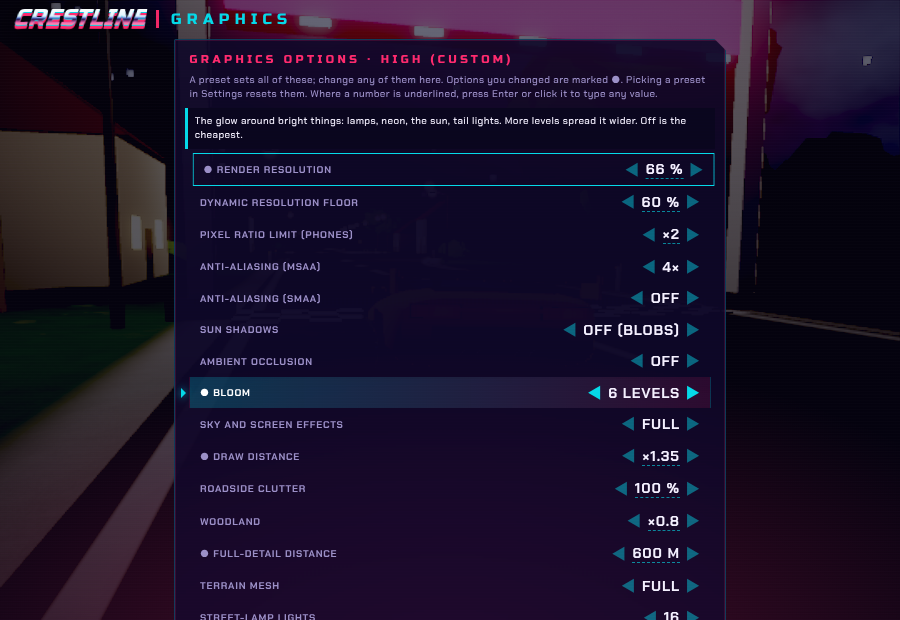 CRESTLINE | GRAPHICS
GRAPHICS OPTIONS · HIGH (CUSTOM)
A preset sets all of these; change any of them here. Options you changed are marked ●. Picking a preset
in Settings resets them. Where a number is underlined, press Enter or click it to type any value.
The glow around bright things: lamps, neon, the sun, tail lights. More levels spread it wider. Off is the
cheapest.
● RENDER RESOLUTION ◀ 66 % ▶
DYNAMIC RESOLUTION FLOOR ◀ 60 % ▶
PIXEL RATIO LIMIT (PHONES) ◀ ×2 ▶
ANTI-ALIASING (MSAA) ◀ 4× ▶
ANTI-ALIASING (SMAA) ◀ OFF ▶
SUN SHADOWS ◀ OFF (BLOBS) ▶
AMBIENT OCCLUSION ◀ OFF ▶
● BLOOM ◀ 6 LEVELS ▶
SKY AND SCREEN EFFECTS ◀ FULL ▶
● DRAW DISTANCE ◀ ×1.35 ▶
ROADSIDE CLUTTER ◀ 100 % ▶
WOODLAND ◀ ×0.8 ▶
● FULL-DETAIL DISTANCE ◀ 600 M ▶
TERRAIN MESH ◀ FULL ▶
STREET-LAMP LIGHTS ◀ 16 ▶